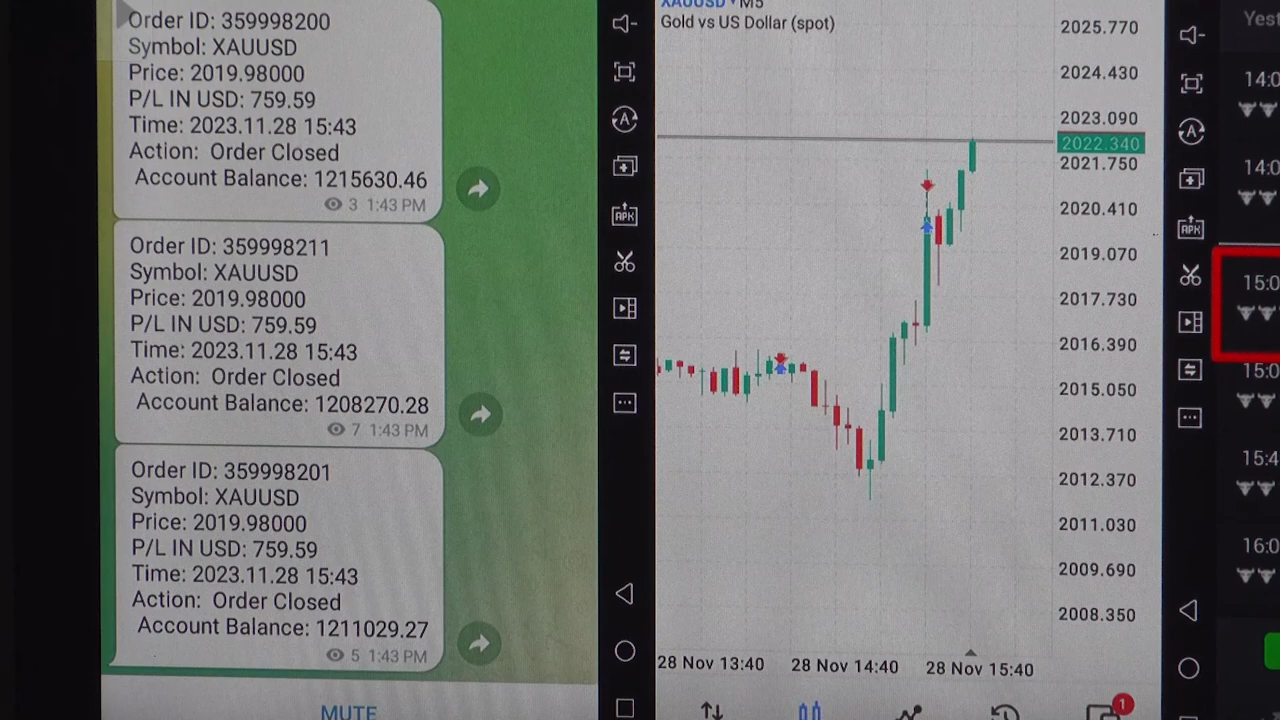 Order ID: 359998200
Symbol: XAUUSD
Price: 2019.98000
P/L IN USD: 759.59
Time: 2023.11.28 15:43
Action: Order Closed
Account Balance: 1215630.46
3 1:43 PM
Order ID: 359998211
Symbol: XAUUSD
Price: 2019.98000
P/L IN USD: 759.59
Time: 2023.11.28 15:43
Action: Order Closed
Account Balance: 1208270.28
7 1:43 PM
Order ID: 359998201
Symbol: XAUUSD
Price: 2019.98000
P/L IN USD: 759.59
Time: 2023.11.28 15:43
Action: Order Closed
Account Balance: 1211029.27
5 1:43 PM
MUTE
A
APK
XAUUSD M5
Gold vs US Dollar (spot)
2025.770
2024.430
2023.090
2022.340
2021.750
2020.410
2019.070
2017.730
2016.390
2015.050
2013.710
2012.370
2011.030
2009.690
2008.350
28 Nov 13:40 28 Nov 14:40 28 Nov 15:40
1
A
APK
Yest
14:0
14:0
15:0
15:0
15:4
16:0